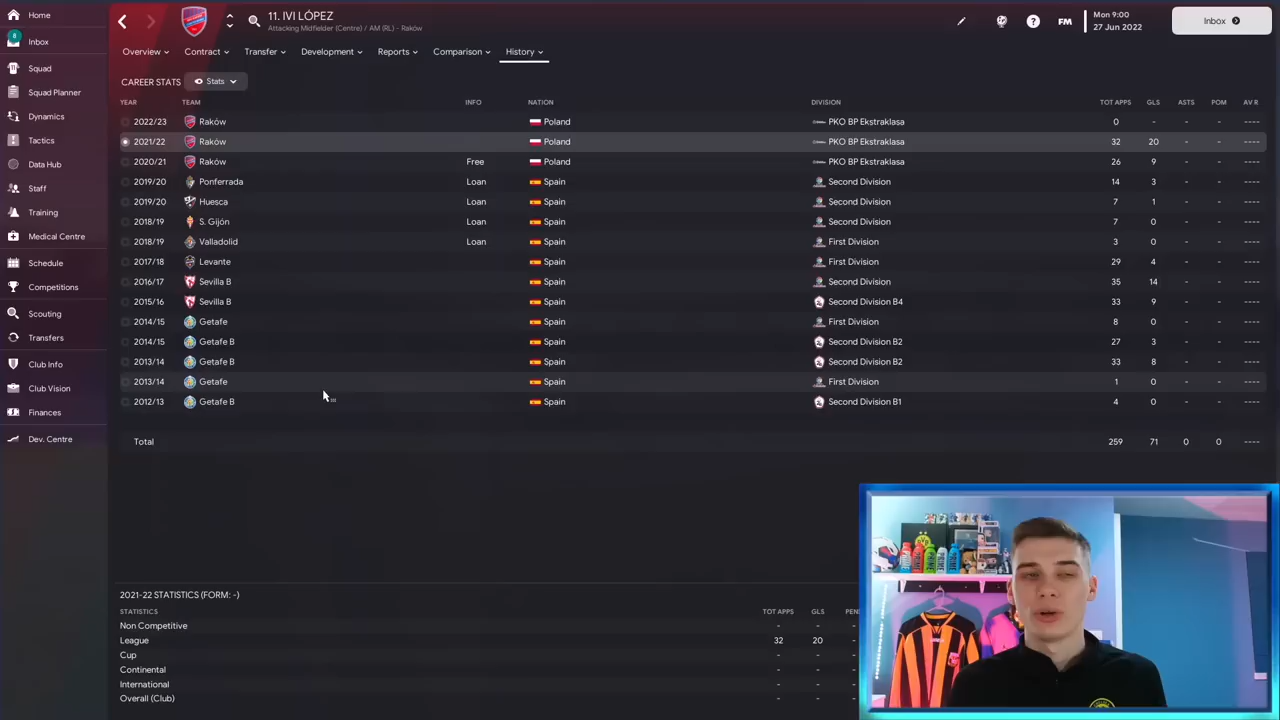 Home
Inbox
8
Squad
Squad Planner
Dynamics
Tactics
Data Hub
Staff
Training
Medical Centre
Schedule
Competitions
Scouting
Transfers
Club Info
Club Vision
Finances
Dev. Centre
11. IVI LÓPEZ
Attacking Midfielder (Centre) / AM (RL) - Raków
FM
Mon 9:00
27 Jun 2022
Inbox
Overview Contract Transfer Development Reports Comparison History
CAREER STATS Stats
YEAR TEAM INFO NATION DIVISION TOT APPS GLS ASTS POM AV R
2022/23 Raków Poland PKO BP Ekstraklasa 0 - - - ----
2021/22 Raków Poland PKO BP Ekstraklasa 32 20 - - ----
2020/21 Raków Free Poland PKO BP Ekstraklasa 26 9 - - ----
2019/20 Ponferrada Loan Spain Second Division 14 3 - - ----
2019/20 Huesca Loan Spain Second Division 7 1 - - ----
2018/19 S. Gijón Loan Spain Second Division 7 0 - - ----
2018/19 Valladolid Loan Spain First Division 3 0 - - ----
2017/18 Levante Spain First Division 29 4 - - ----
2016/17 Sevilla B Spain Second Division 35 14 - - ----
2015/16 Sevilla B Spain Second Division B4 33 9 - - ----
2014/15 Getafe Spain First Division 8 0 - - ----
2014/15 Getafe B Spain Second Division B2 27 3 - - ----
2013/14 Getafe B Spain Second Division B2 33 8 - - ----
2013/14 Getafe Spain First Division 1 0 - - ----
2012/13 Getafe B Spain Second Division B1 4 0 - - ----
Total 259 71 0 0 ----
2021-22 STATISTICS (FORM: -)
STATISTICS TOT APPS GLS PEN
Non Competitive - - -
League 32 20 -
Cup - - -
Continental - - -
International - - -
Overall (Club) - - -